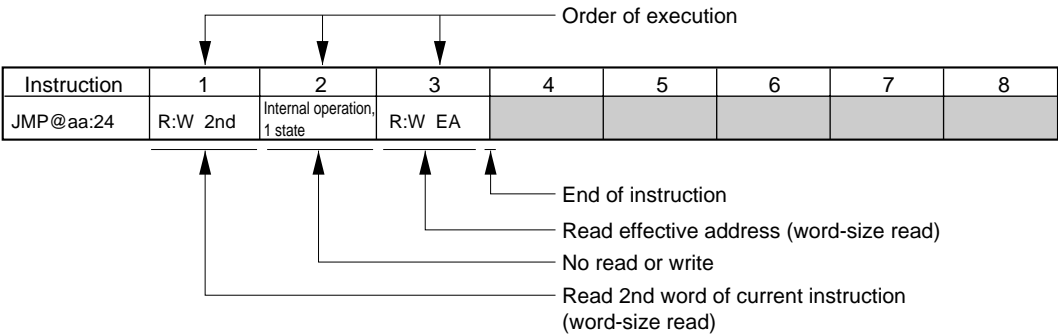 Order of execution
Instruction 1 2 3 4 5 6 7 8
JMP@aa:24 R:W 2nd Internal operation, 1 state R:W EA
End of instruction
Read effective address (word-size read)
No read or write
Read 2nd word of current instruction
(word-size read)